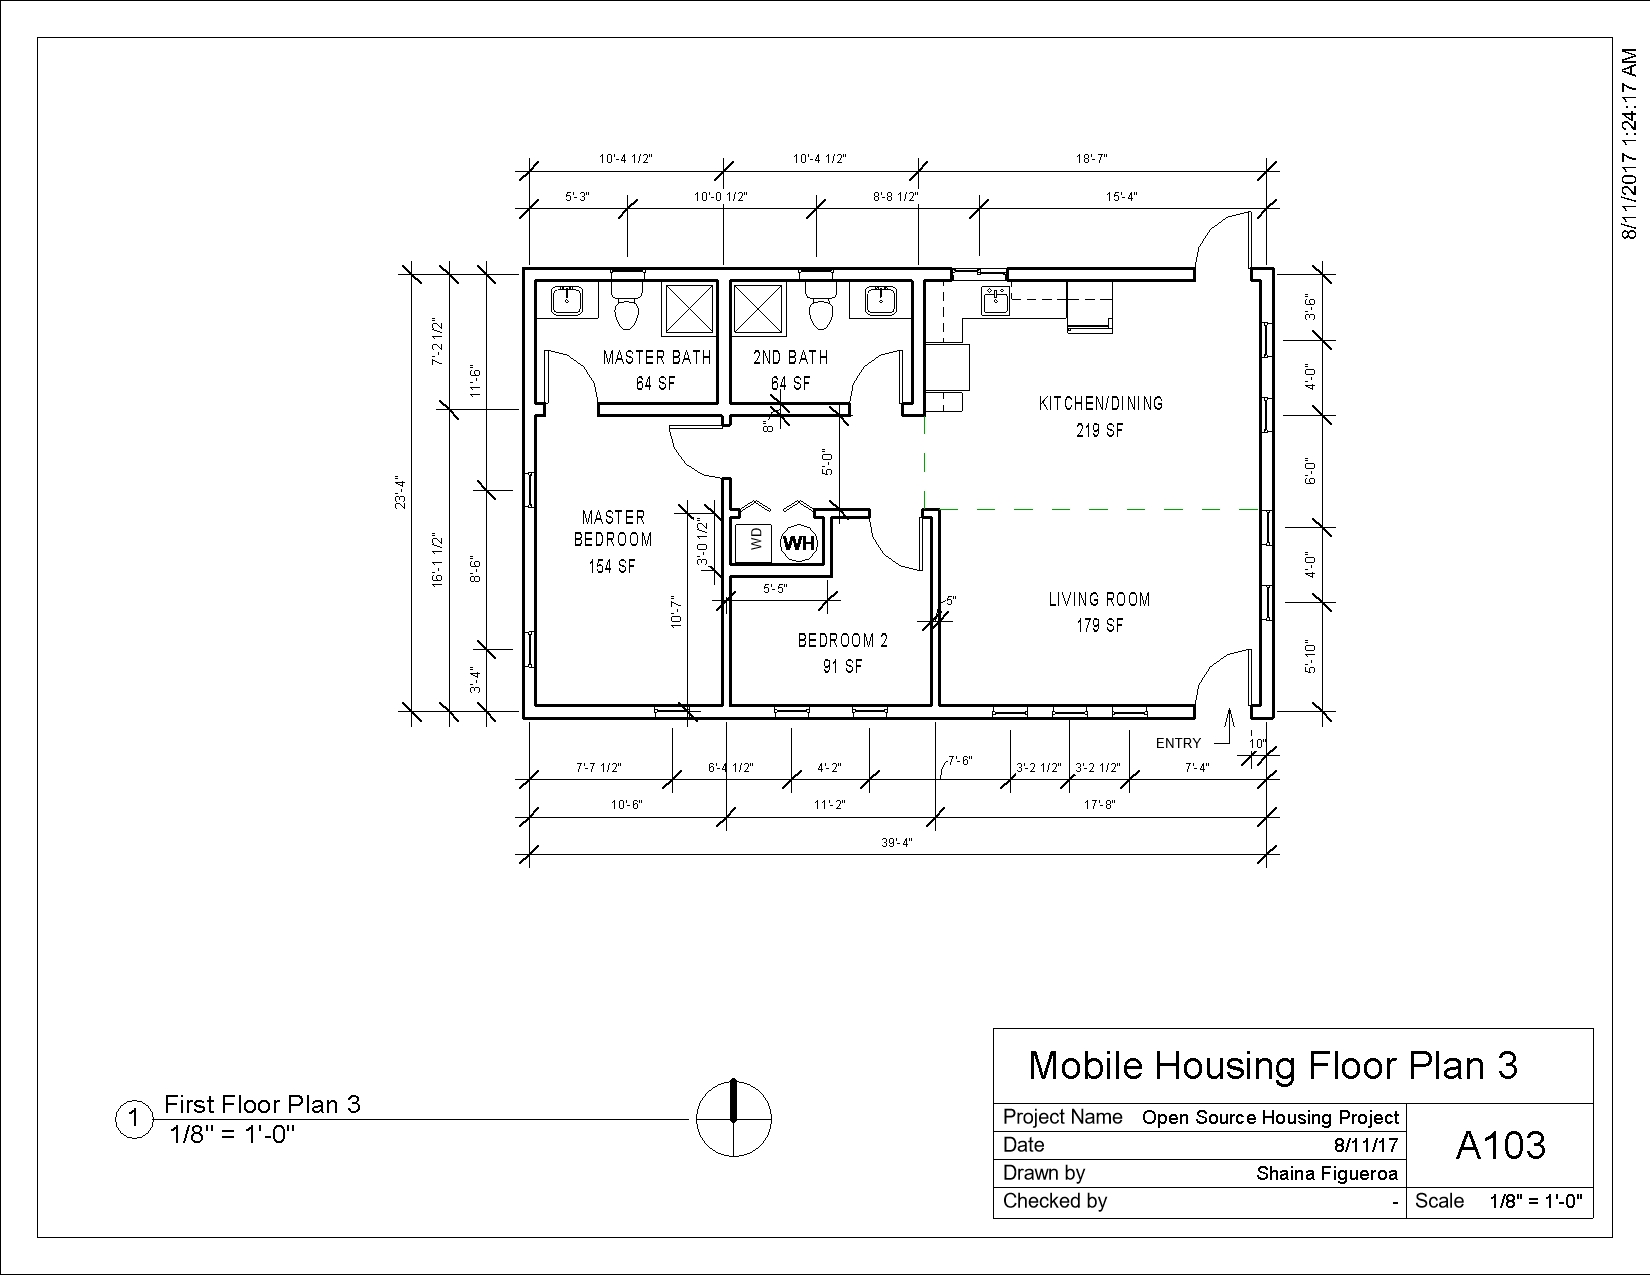 8/11/2017 1:24:17 AM
10'-4 1/2"
10'-4 1/2"
18'-7"
5'-3"
10'-0 1/2"
8'-8 1/2"
15'-4"
23'-4"
7'-2 1/2"
16'-1 1/2"
11'-6"
8'-6"
3'-4"
MASTER BATH
64 SF
2ND BATH
64 SF
KITCHEN/DINING
219 SF
8"
5'-0"
MASTER
BEDROOM
154 SF
3'-0 1/2"
WD
WH
10'-7"
5'-5"
5"
BEDROOM 2
91 SF
LIVING ROOM
179 SF
3'-6"
4'-0"
6'-0"
4'-0"
5'-10"
ENTRY
10"
7'-7 1/2"
6'-4 1/2"
4'-2"
7'-6"
3'-2 1/2"
3'-2 1/2"
7'-4"
10'-6"
11'-2"
17'-8"
39'-4"
1
First Floor Plan 3
1/8" = 1'-0"
Mobile Housing Floor Plan 3
Project Name Open Source Housing Project
Date 8/11/17
Drawn by Shaina Figueroa
Checked by -
A103
Scale 1/8" = 1'-0"